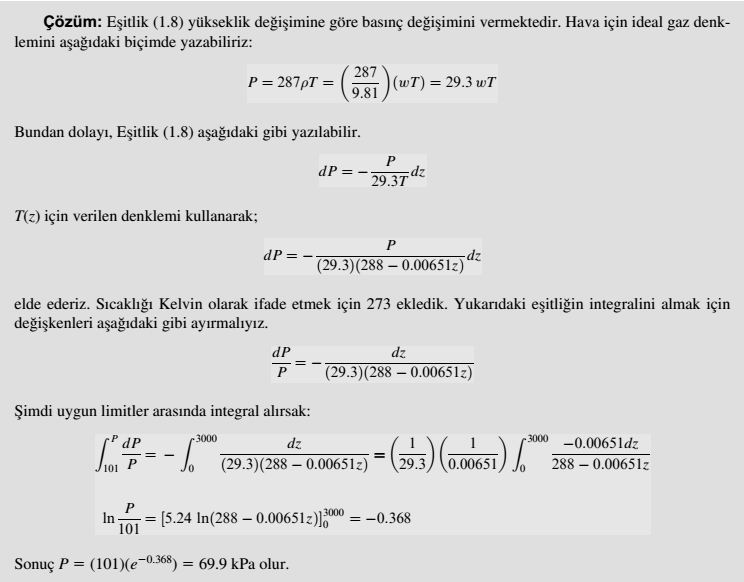 Çözüm: Eşitlik (1.8) yükseklik değişimine göre basınç değişimini vermektedir. Hava için ideal gaz denk-
lemini aşağıdaki biçimde yazabiliriz:
P = 287ρT = (287/9.81)(wT) = 29.3 wT
Bundan dolayı, Eşitlik (1.8) aşağıdaki gibi yazılabilir.
dP = −P/(29.3T) dz
T(z) için verilen denklemi kullanarak;
dP = −P/((29.3)(288 − 0.00651z)) dz
elde ederiz. Sıcaklığı Kelvin olarak ifade etmek için 273 ekledik. Yukarıdaki eşitliğin integralini almak için
değişkenleri aşağıdaki gibi ayırmalıyız.
dP/P = −dz/((29.3)(288 − 0.00651z))
Şimdi uygun limitler arasında integral alırsak:
∫₁₀₁^P dP/P = − ∫₀^3000 dz/((29.3)(288 − 0.00651z)) = (1/29.3)(1/0.00651) ∫₀^3000 −0.00651dz/(288 − 0.00651z)
ln P/101 = [5.24 ln(288 − 0.00651z)]₀^3000 = −0.368
Sonuç P = (101)(e^−0.368) = 69.9 kPa olur.